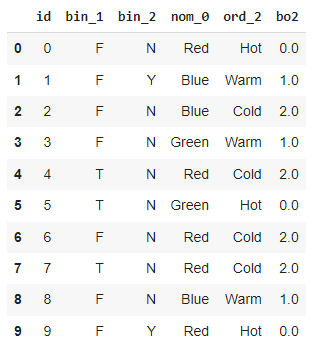 id bin_1 bin_2 nom_0 ord_2 bo2
0 0 F N Red Hot 0.0
1 1 F Y Blue Warm 1.0
2 2 F N Blue Cold 2.0
3 3 F N Green Warm 1.0
4 4 T N Red Cold 2.0
5 5 T N Green Hot 0.0
6 6 F N Red Cold 2.0
7 7 T N Red Cold 2.0
8 8 F N Blue Warm 1.0
9 9 F Y Red Hot 0.0